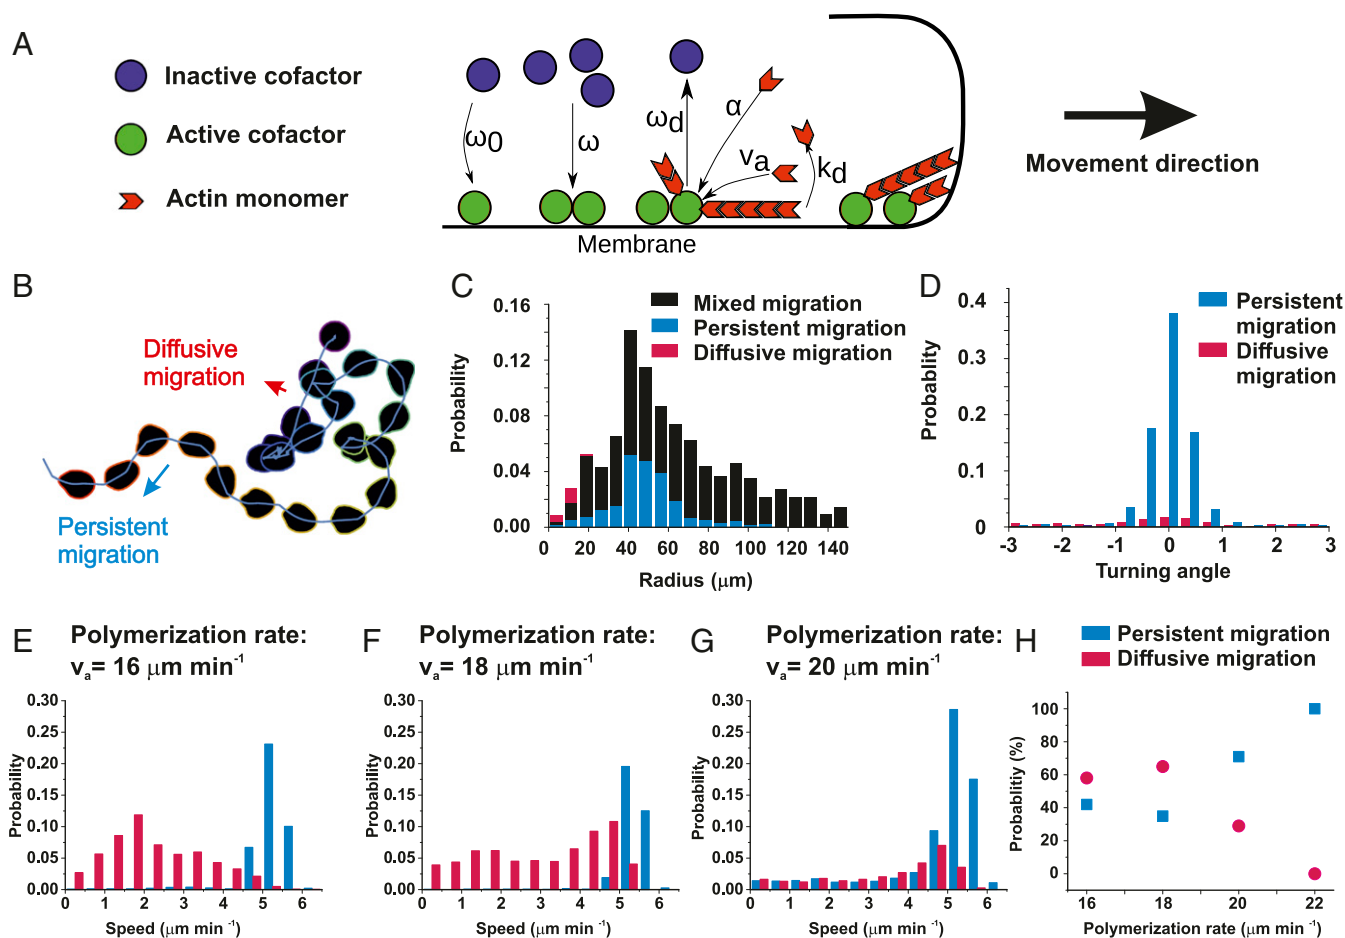 A
Inactive cofactor
Active cofactor
Actin monomer
ω0
ω
ωd
α
va
kd
Membrane
Movement direction
B
Diffusive
migration
Persistent
migration
C
Mixed migration
Persistent migration
Diffusive migration
Probability
0.16
0.12
0.08
0.04
0.00
0 20 40 60 80 100 120 140
Radius (μm)
D
Persistent
migration
Diffusive
migration
Probablity
0.4
0.3
0.2
0.1
0
-3 -2 -1 0 1 2 3
Turning angle
E Polymerization rate:
va= 16 μm min-1
Probability
0.30
0.25
0.20
0.15
0.10
0.05
0.00
0 1 2 3 4 5 6
Speed (μm min -1)
F Polymerization rate:
va= 18 μm min-1
Probability
0.30
0.25
0.20
0.15
0.10
0.05
0.00
0 1 2 3 4 5 6
Speed (μm min -1)
G Polymerization rate:
va= 20 μm min-1
Probability
0.30
0.25
0.20
0.15
0.10
0.05
0.00
0 1 2 3 4 5 6
Speed (μm min -1)
H
Persistent migration
Diffusive migration
Probablitiy (%)
100
80
60
40
20
0
16 18 20 22
Polymerization rate (μm min -1)